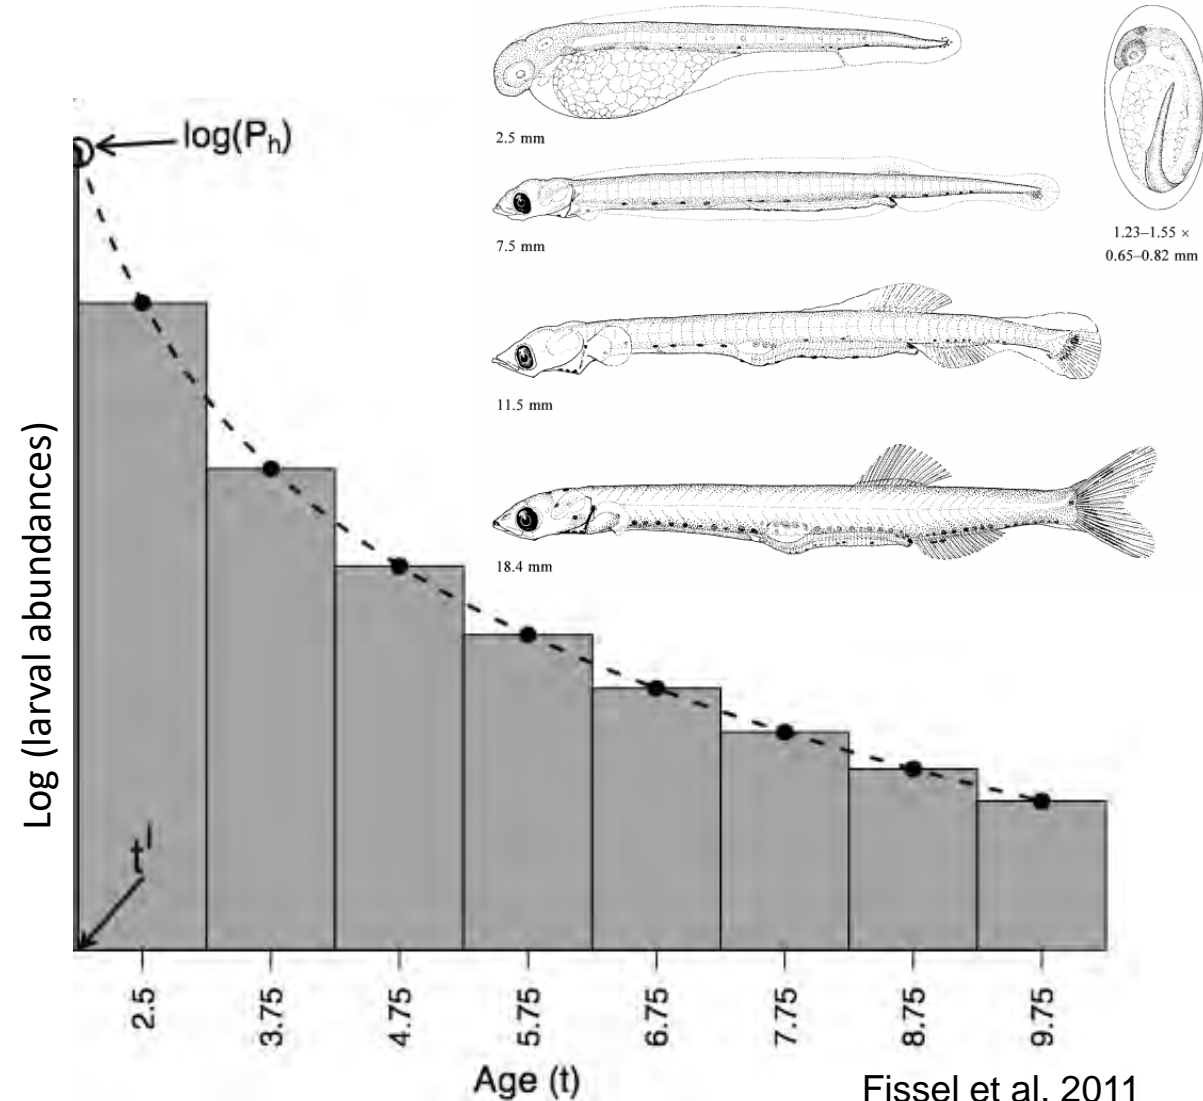 2.5 mm
log(Ph)
7.5 mm
1.23–1.55 ×
0.65–0.82 mm
11.5 mm
18.4 mm
Log (larval abundances)
tI
2.5
3.75
4.75
5.75
6.75
7.75
8.75
9.75
Age (t)
Fissel et al. 2011